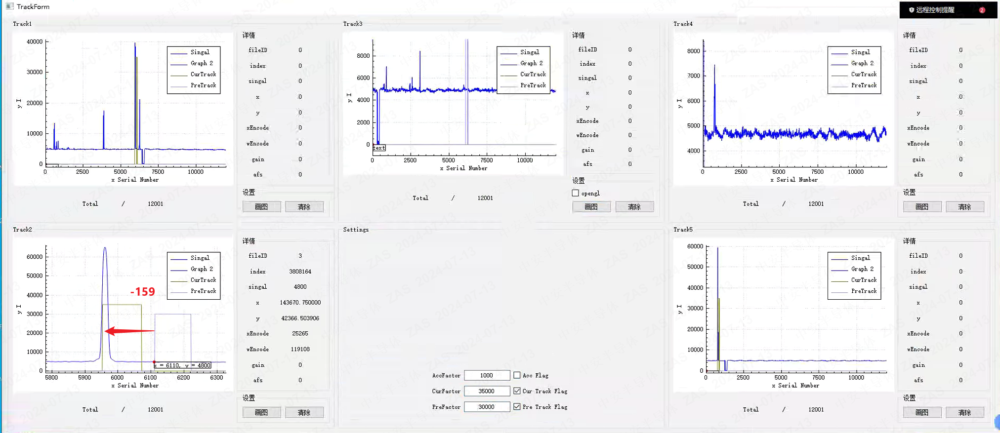 TrackForm
远程控制提醒 2
Track1
40000
30000
20000
10000
0
0 2500 5000 7500 10000
y I
x Serial Number
Singal
Graph 2
CurTrack
PreTrack
Total / 12001
详情
fileID 0
index 0
singal 0
x 0
y 0
xEncode 0
wEncode 0
gain 0
afs 0
设置
画图 清除
Track3
8000
6000
4000
2000
0
text
0 2500 5000 7500 10000
y I
x Serial Number
Singal
Graph 2
CurTrack
PreTrack
Total / 12001
详情
fileID 0
index 0
singal 0
x 0
y 0
xEncode 0
wEncode 0
gain 0
afs 0
设置
opengl
画图 清除
Track4
8000
7000
6000
5000
4000
0 2500 5000 7500 10000
y I
x Serial Number
Singal
Graph 2
CurTrack
PreTrack
Total / 12001
详情
fileID 0
index 0
singal 0
x 0
y 0
xEncode 0
wEncode 0
gain 0
afs 0
设置
画图 清除
Track2
60000
50000
40000
30000
20000
10000
0
5800 5900 6000 6100 6200 6300
y I
x Serial Number
Singal
Graph 2
CurTrack
PreTrack
-159
x = 6110, y = 4800
Total / 12001
详情
fileID 3
index 3808164
singal 4800
x 143670.750000
y 42366.503906
xEncode 25265
wEncode 119108
gain 0
afs 0
设置
画图 清除
Settings
AccFactor 1000 Acc Flag
CurFactor 35000 Cur Track Flag
PreFactor 30000 Pre Track Flag
Track5
60000
50000
40000
30000
20000
10000
0
0 2500 5000 7500 10000
y I
x Serial Number
Singal
Graph 2
CurTrack
PreTrack
Total / 12001
详情
fileID 0
index 0
singal 0
x 0
y 0
xEncode 0
wEncode 0
gain 0
afs 0
设置
画图 清除